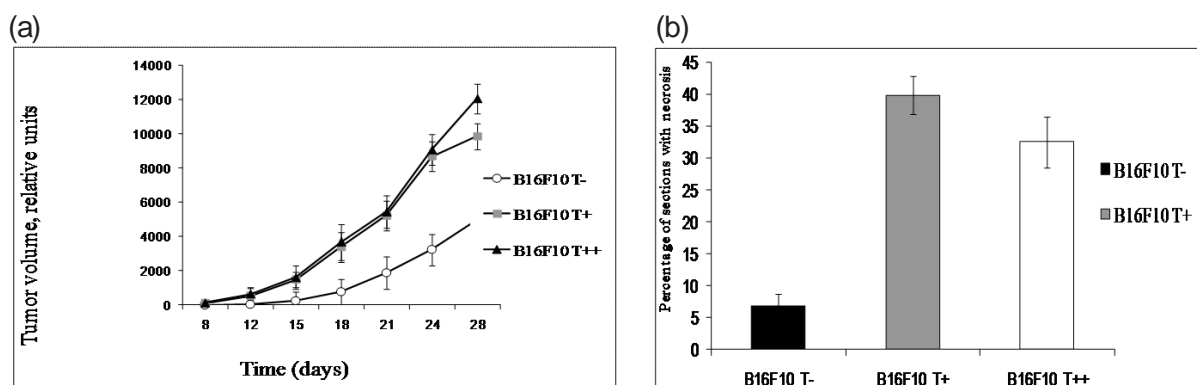 (a)
Tumor volume, relative units
14000
12000
10000
8000
6000
4000
2000
0
8 12 15 18 21 24 28
Time (days)
B16F10 T-
B16F10 T+
B16F10 T++
(b)
Percentage of sections with necrosis
45
40
35
30
25
20
15
10
5
0
B16F10 T- B16F10 T+ B16F10 T++
B16F10 T-
B16F10 T+